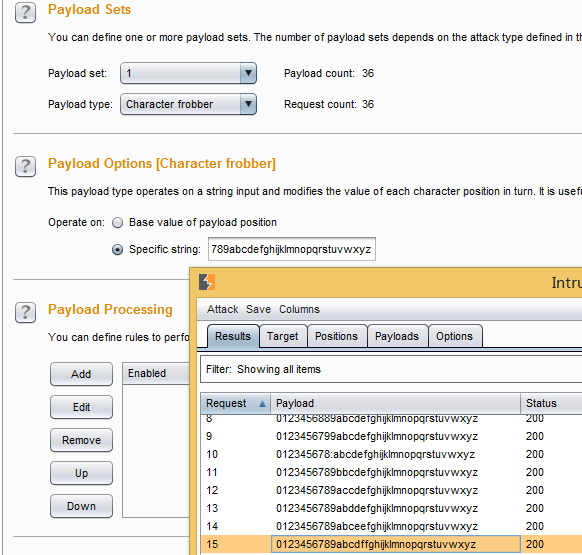 Payload Sets
You can define one or more payload sets. The number of payload sets depends on the attack type defined in
Payload set: 1 Payload count: 36
Payload type: Character frobber Request count: 36
Payload Options [Character frobber]
This payload type operates on a string input and modifies the value of each character position in turn. It is
Operate on: Base value of payload position
Specific string: 789abcdefghijklmnopqrstuvwxyz
Payload Processing
You can define rules to
Add Enabled
Edit
Remove
Up
Down
Attack Save Columns
Results Target Positions Payloads Options
Filter: Showing all items
Request Payload Status
8 0123456889abcdefghijklmnopqrstuvwxyz 200
9 0123456799abcdefghijklmnopqrstuvwxyz 200
10 012345678:abcdefghijklmnopqrstuvwxyz 200
11 0123456789bbcdefghijklmnopqrstuvwxyz 200
12 0123456789accdefghijklmnopqrstuvwxyz 200
13 0123456789abddefghijklmnopqrstuvwxyz 200
14 0123456789abceefghijklmnopqrstuvwxyz 200
15 0123456789abcdffghijklmnopqrstuvwxyz 200